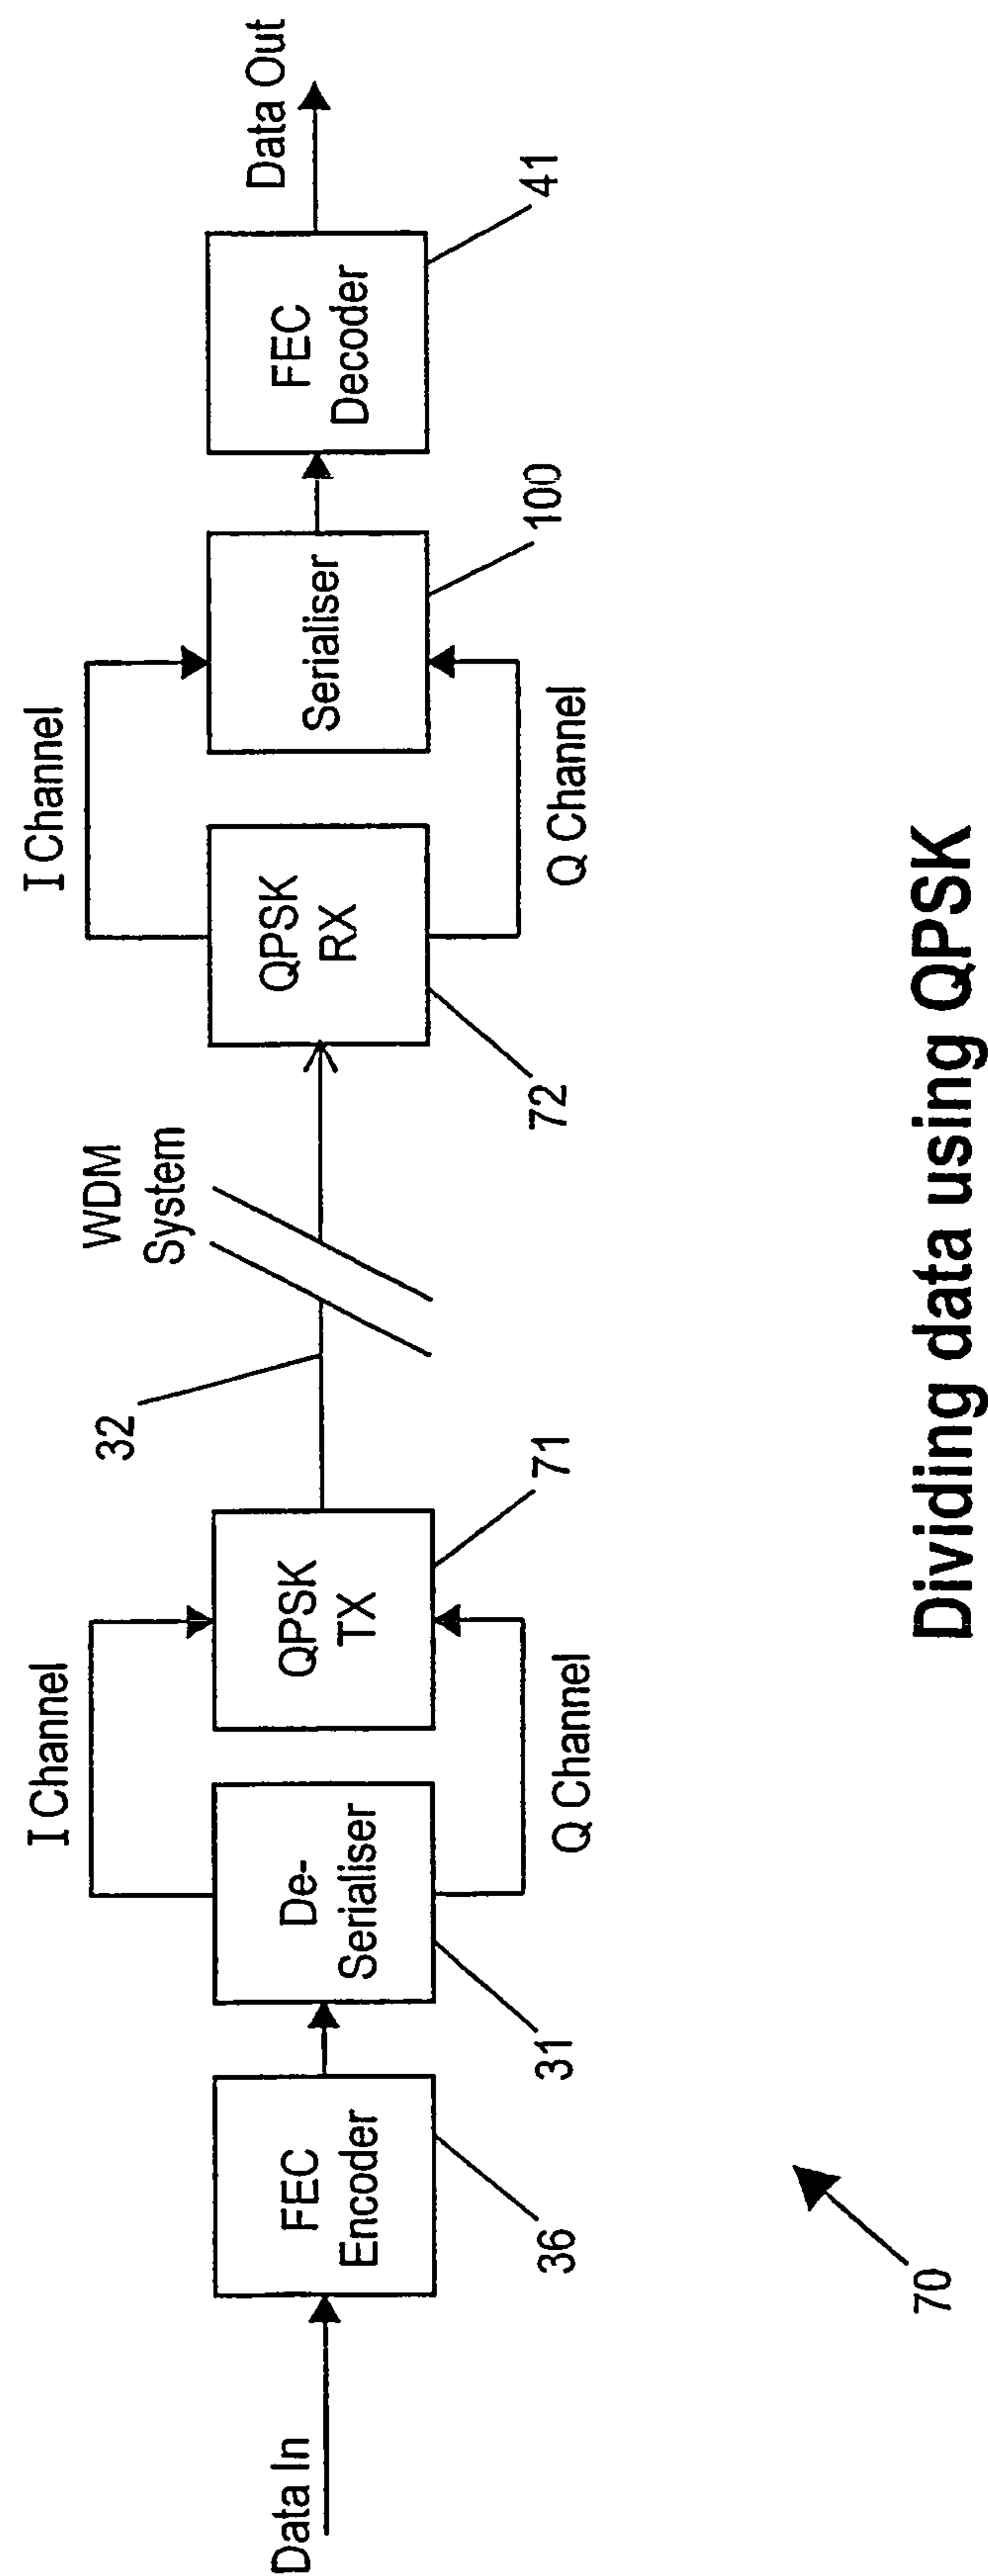 Data In
FEC
Encoder
36
De-
Serialiser
31
I Channel
Q Channel
QPSK
TX
71
32
WDM
System
QPSK
RX
72
I Channel
Q Channel
Serialiser
100
FEC
Decoder
41
Data Out
70
Dividing data using QPSK